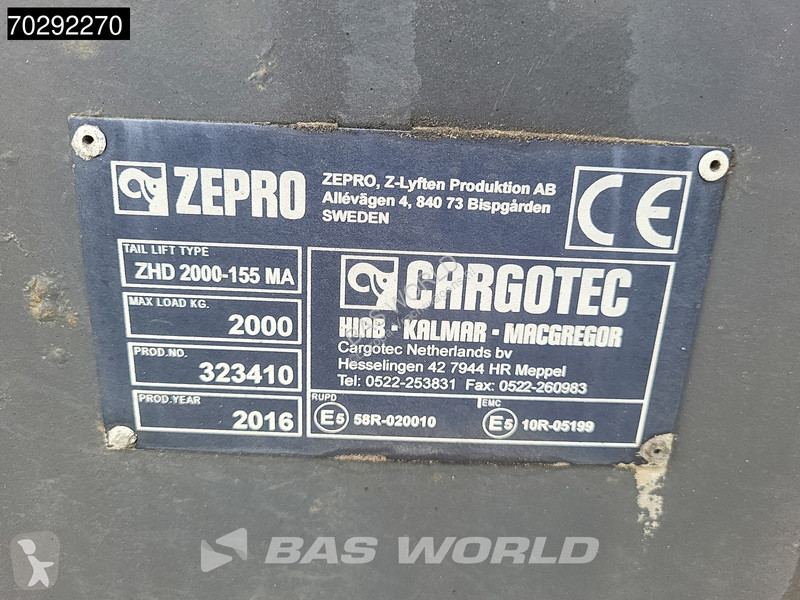 70292270
ZEPRO
ZEPRO, Z-Lyften Produktion AB
Allévägen 4, 840 73 Bispgården
SWEDEN
CE
TAIL LIFT TYPE
ZHD 2000-155 MA
MAX LOAD KG.
2000
PROD.NO.
323410
PROD.YEAR
2016
CARGOTEC
HIAB · KALMAR · MACGREGOR
Cargotec Netherlands bv
Hesselingen 42 7944 HR Meppel
Tel: 0522-253831 Fax: 0522-260983
RUPD
E5 58R-020010
EMC
E5 10R-05199
BAS WORLD
BAS WORLD